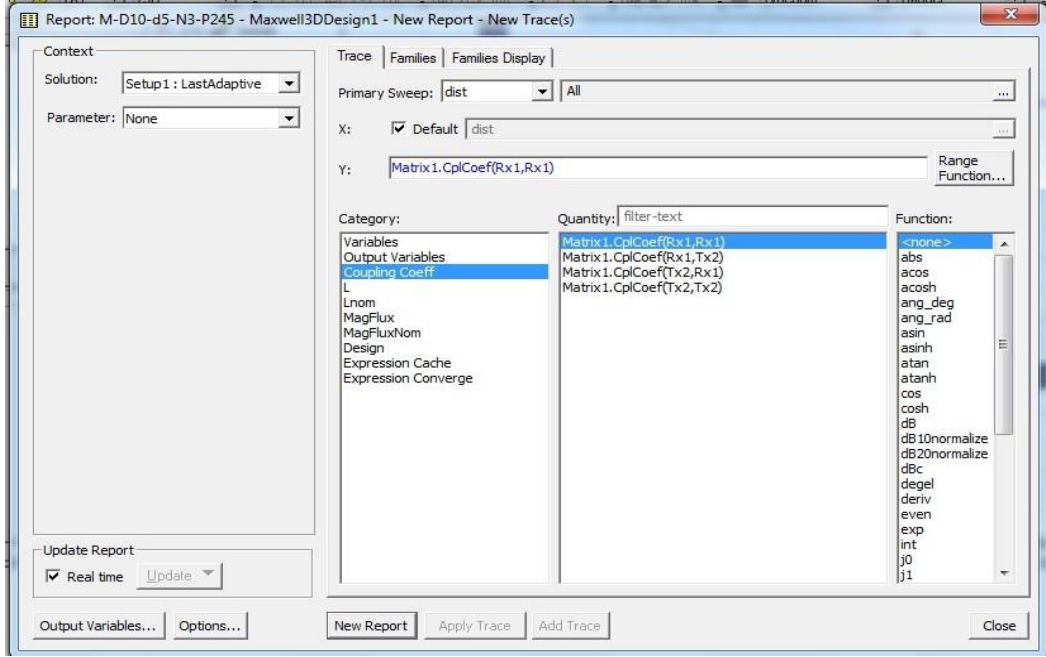 Report: M-D10-d5-N3-P245 - Maxwell3DDesign1 - New Report - New Trace(s)
Context
Solution: Setup1 : LastAdaptive
Parameter: None
Update Report
Real time Update
Output Variables... Options...
Trace Families Families Display
Primary Sweep: dist All ...
X: Default dist ...
Y: Matrix1.CplCoef(Rx1,Rx1) Range
Function...
Category:
Variables
Output Variables
Coupling Coeff
L
Lnom
MagFlux
MagFluxNom
Design
Expression Cache
Expression Converge
Quantity: filter-text
Matrix1.CplCoef(Rx1,Rx1)
Matrix1.CplCoef(Rx1,Tx2)
Matrix1.CplCoef(Tx2,Rx1)
Matrix1.CplCoef(Tx2,Tx2)
Function:
<none>
abs
acos
acosh
ang_deg
ang_rad
asin
asinh
atan
atanh
cos
cosh
dB
dB10normalize
dB20normalize
dBc
degel
deriv
even
exp
int
j0
j1
New Report Apply Trace Add Trace Close